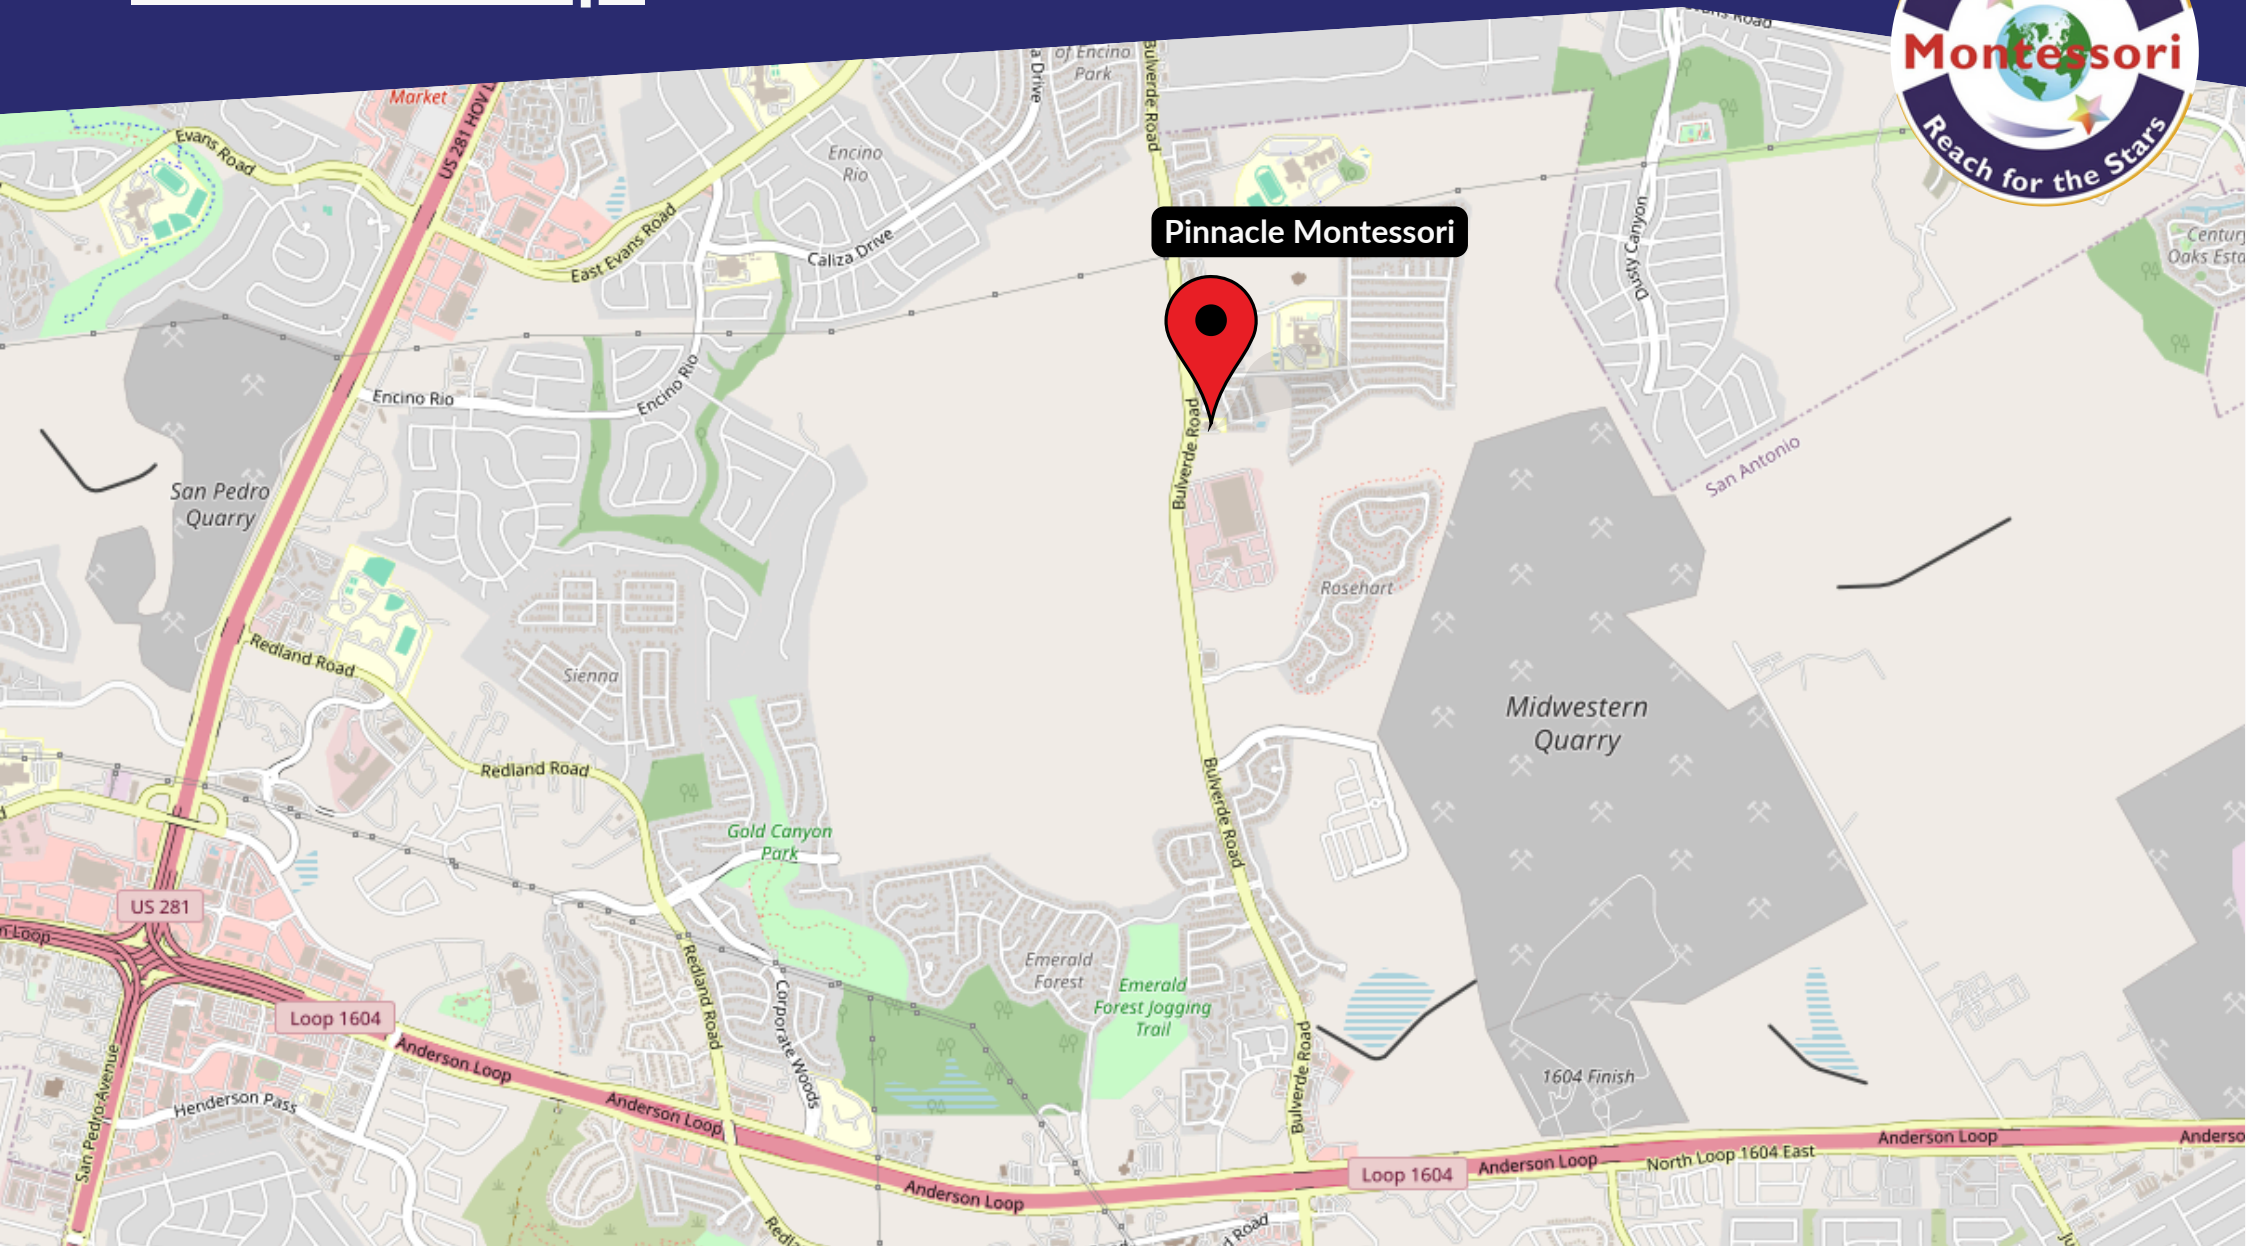 Montessori
Reach for the Stars
of Encino
Park
Bulverde Road
Market
US 281 HOV
Evans Road
Encino
Rio
East Evans Road
Caliza Drive
Dusty Canyon
Century
Pinnacle Montessori
Encino Rio
Encino Rio
Bulverde Road
San Antonio
San Pedro
Quarry
Rosehart
Redland Road
Sienna
Midwestern
Quarry
Redland Road
Bulverde Road
Gold Canyon
Park
US 281
Emerald
Forest
Emerald
Forest Jogging
Trail
Redland Road
Corporate Woods
Loop 1604
Anderson Loop
Bulverde Road
1604 Finish
San Pedro Avenue
Henderson Pass
Anderson Loop
Anderson Loop
Loop 1604
Anderson Loop
North Loop 1604 East
Anderson Loop
Road